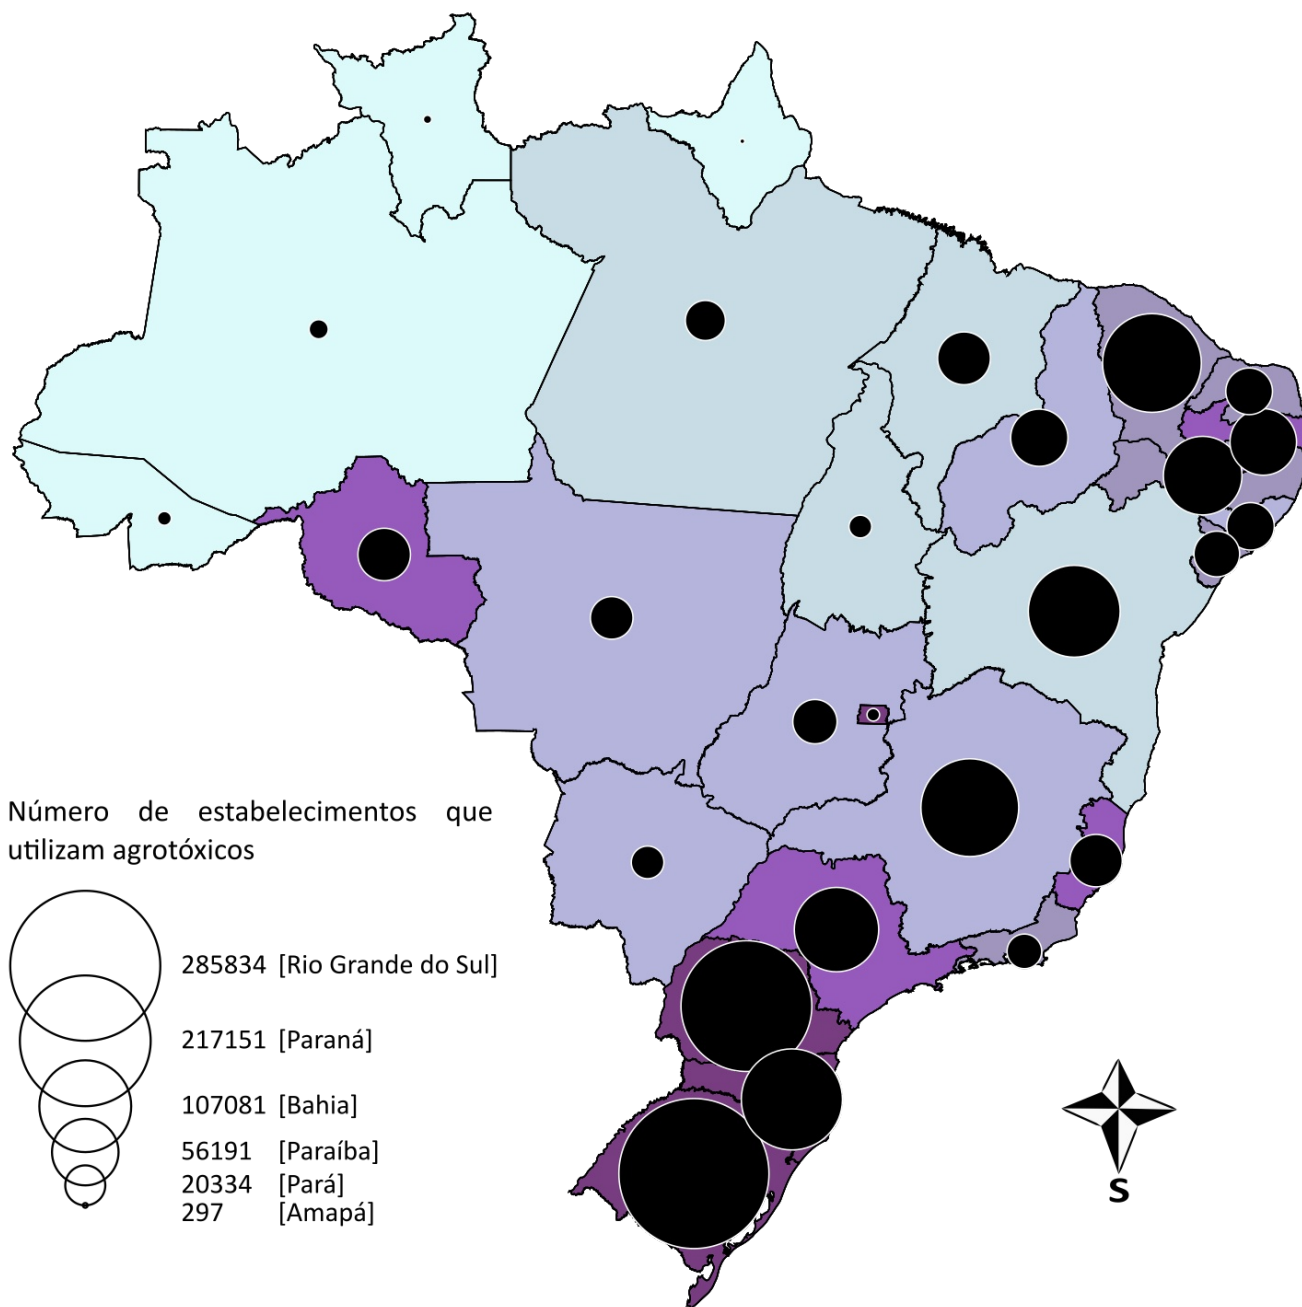 Número de estabelecimentos que
utilizam agrotóxicos
285834 [Rio Grande do Sul]
217151 [Paraná]
107081 [Bahia]
56191 [Paraíba]
20334 [Pará]
297 [Amapá]
S